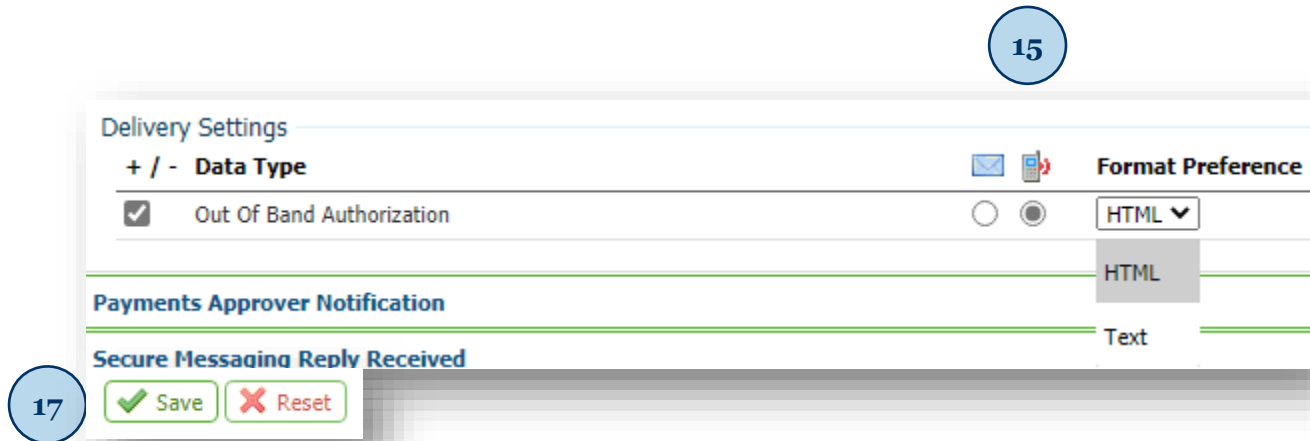 15
Delivery Settings
+ / - Data Type Format Preference
Out Of Band Authorization HTML
HTML
Payments Approver Notification
Text
Secure Messaging Reply Received
17 Save Reset